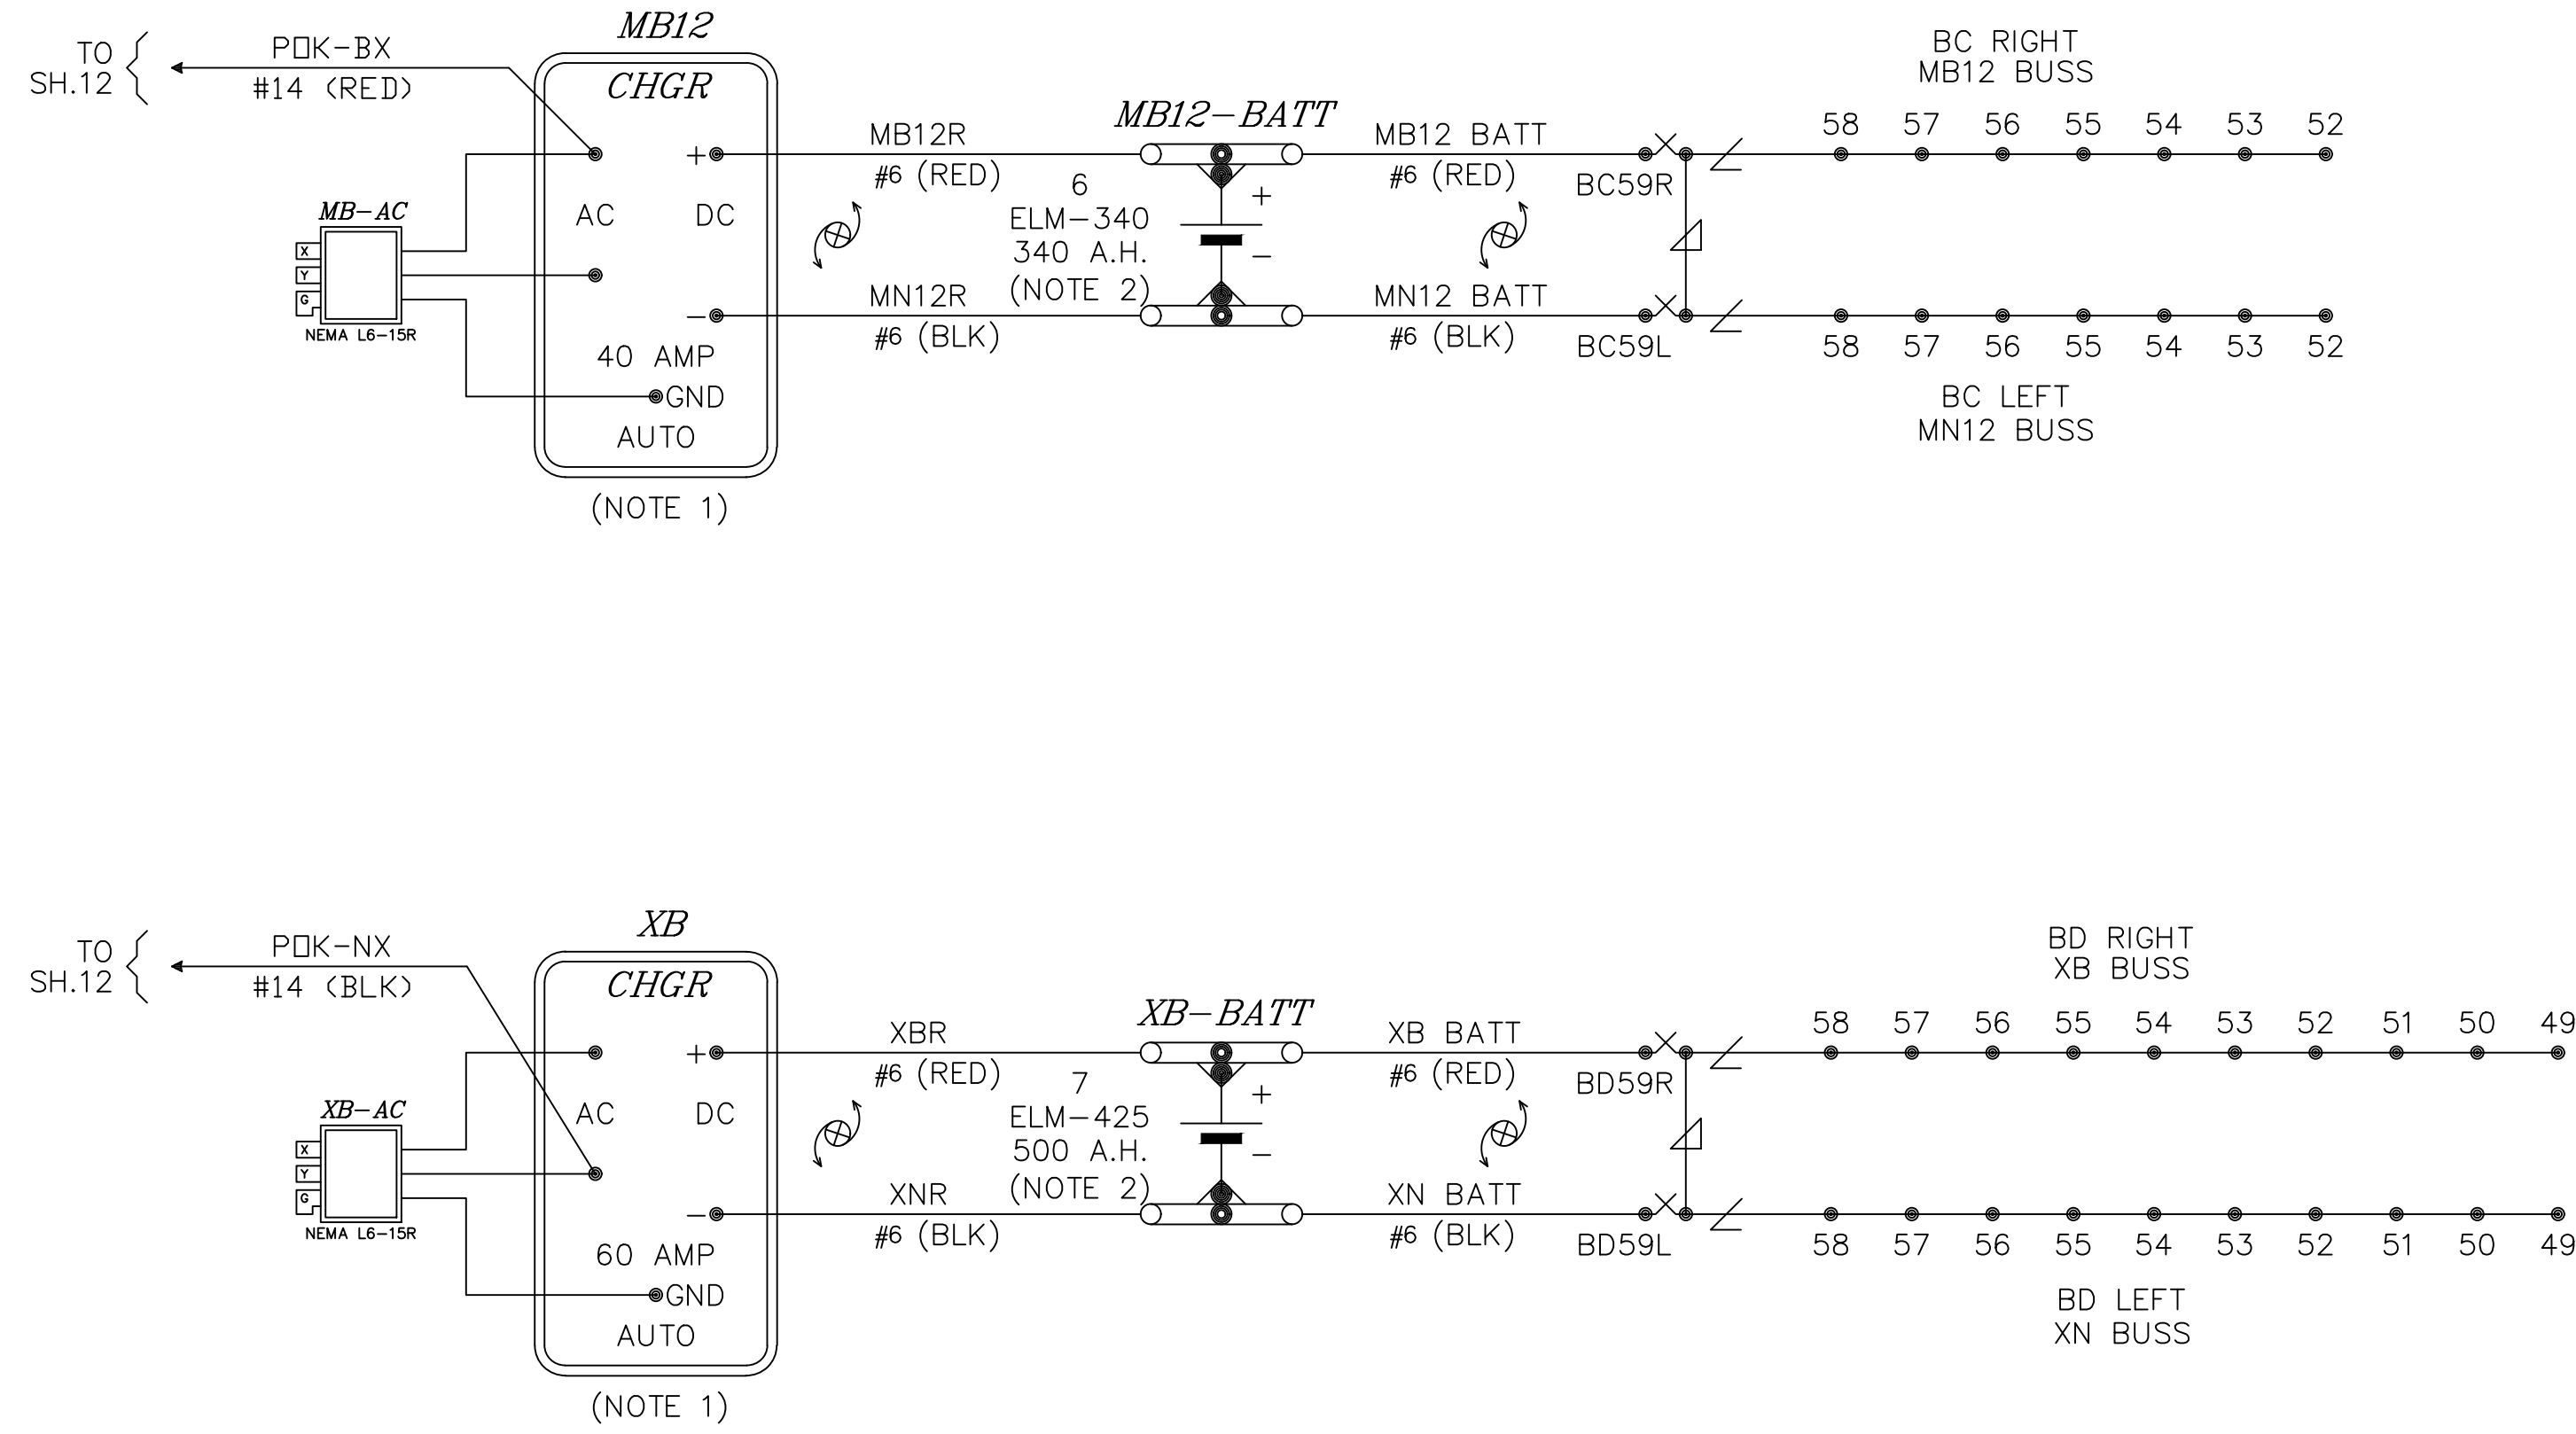 MB12
CHGR
TO
SH.12
POK-BX
#14 (RED)
MB-AC
X
Y
G
NEMA L6-15R
AC
+
DC
-
40 AMP
GND
AUTO
(NOTE 1)
MB12R
#6 (RED)
MN12R
#6 (BLK)
MB12-BATT
6
ELM-340
340 A.H.
(NOTE 2)
+
-
MB12 BATT
#6 (RED)
MN12 BATT
#6 (BLK)
BC59R
BC59L
BC RIGHT
MB12 BUSS
58 57 56 55 54 53 52
58 57 56 55 54 53 52
BC LEFT
MN12 BUSS
XB
CHGR
TO
SH.12
POK-NX
#14 (BLK)
XB-AC
X
Y
G
NEMA L6-15R
AC
+
DC
-
60 AMP
GND
AUTO
(NOTE 1)
XBR
#6 (RED)
XNR
#6 (BLK)
XB-BATT
7
ELM-425
500 A.H.
(NOTE 2)
+
-
XB BATT
#6 (RED)
XN BATT
#6 (BLK)
BD59R
BD59L
BD RIGHT
XB BUSS
58 57 56 55 54 53 52 51 50 49
58 57 56 55 54 53 52 51 50 49
BD LEFT
XN BUSS